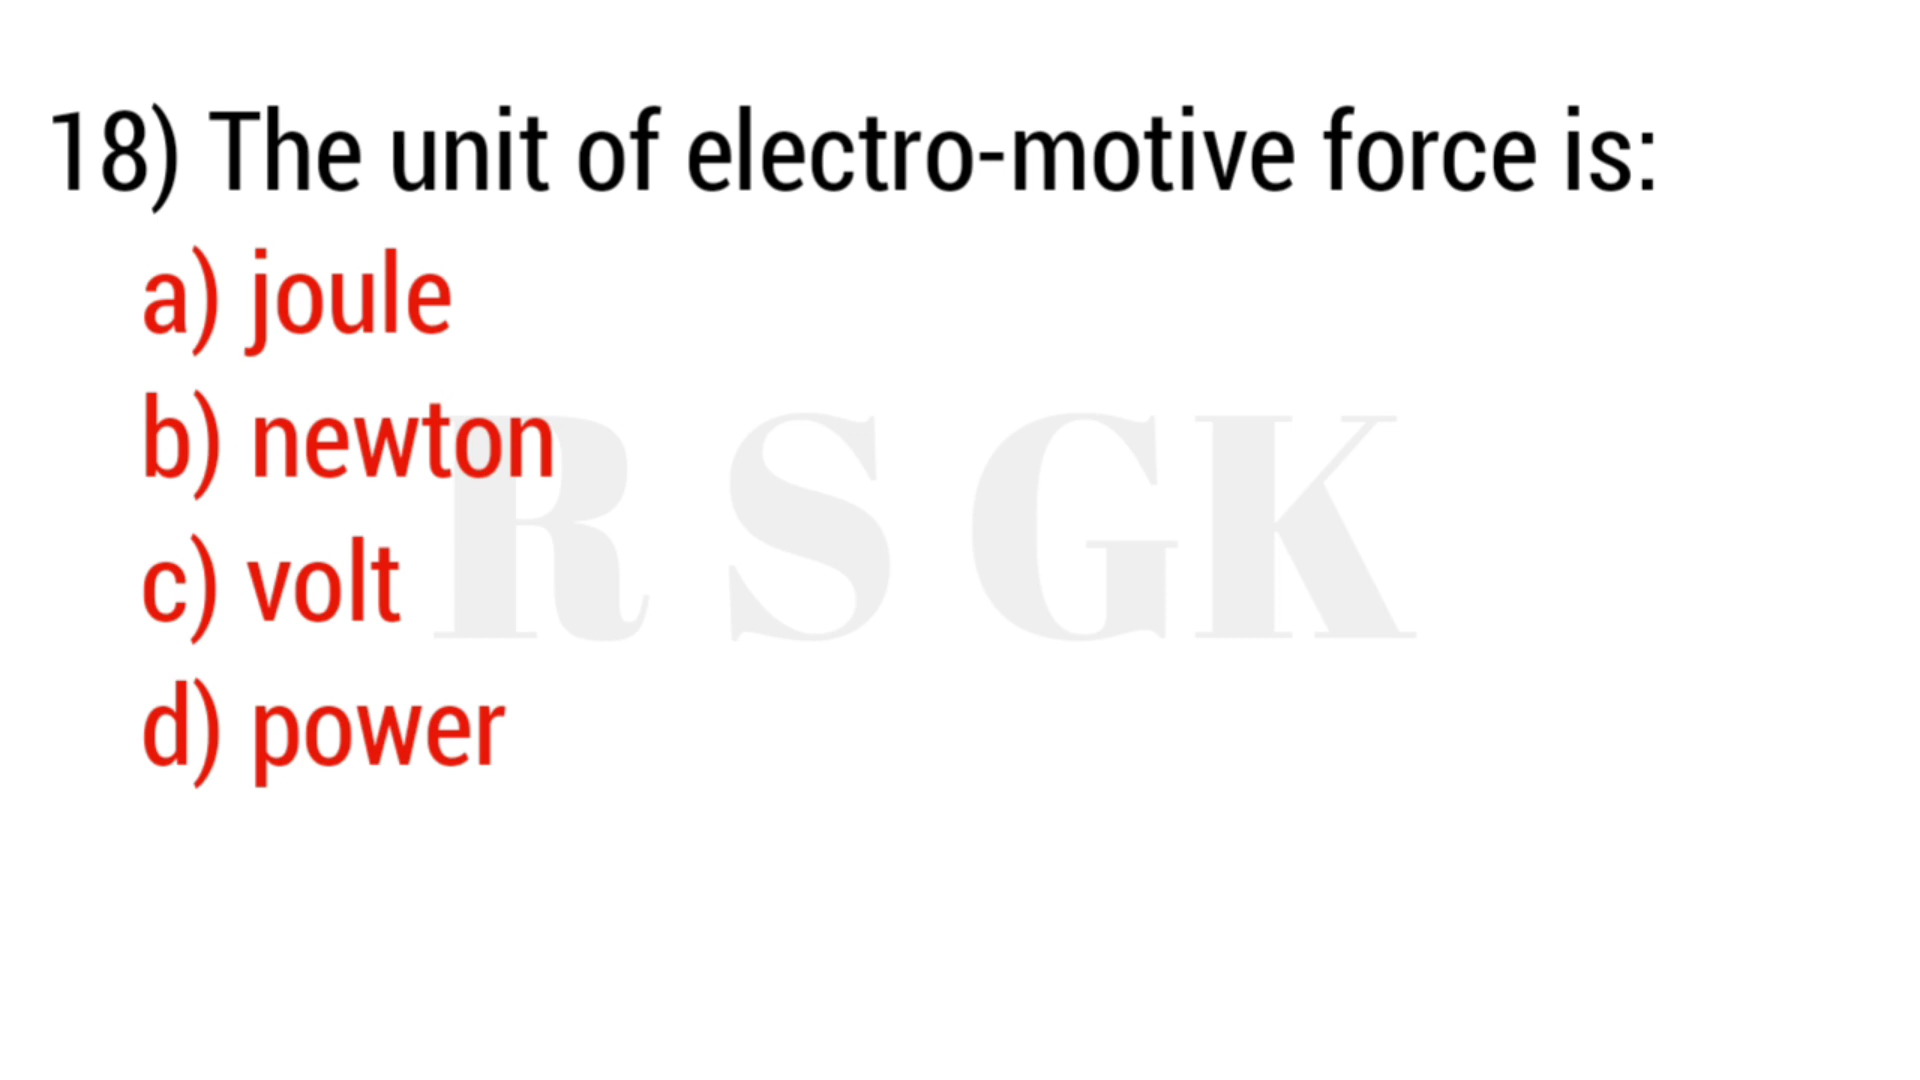 18) The unit of electro-motive force is:
a) joule
b) newton
c) volt
d) power
R S GK